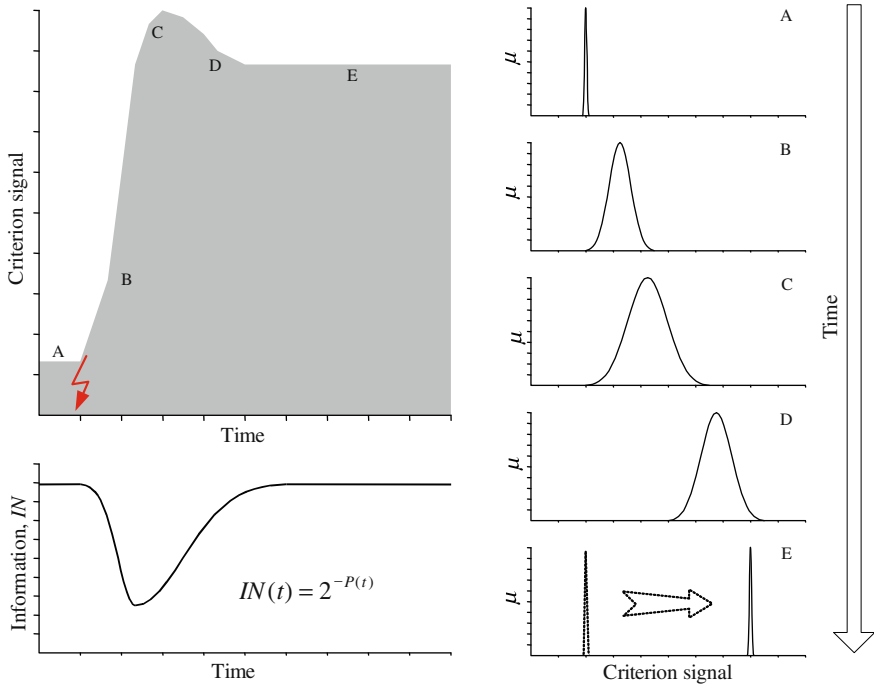 Criterion signal
A
B
C
D
E
Time
Information, IN
IN(t) = 2^{-P(t)}
Time
μ
A
μ
B
μ
C
μ
D
μ
E
Criterion signal
Time